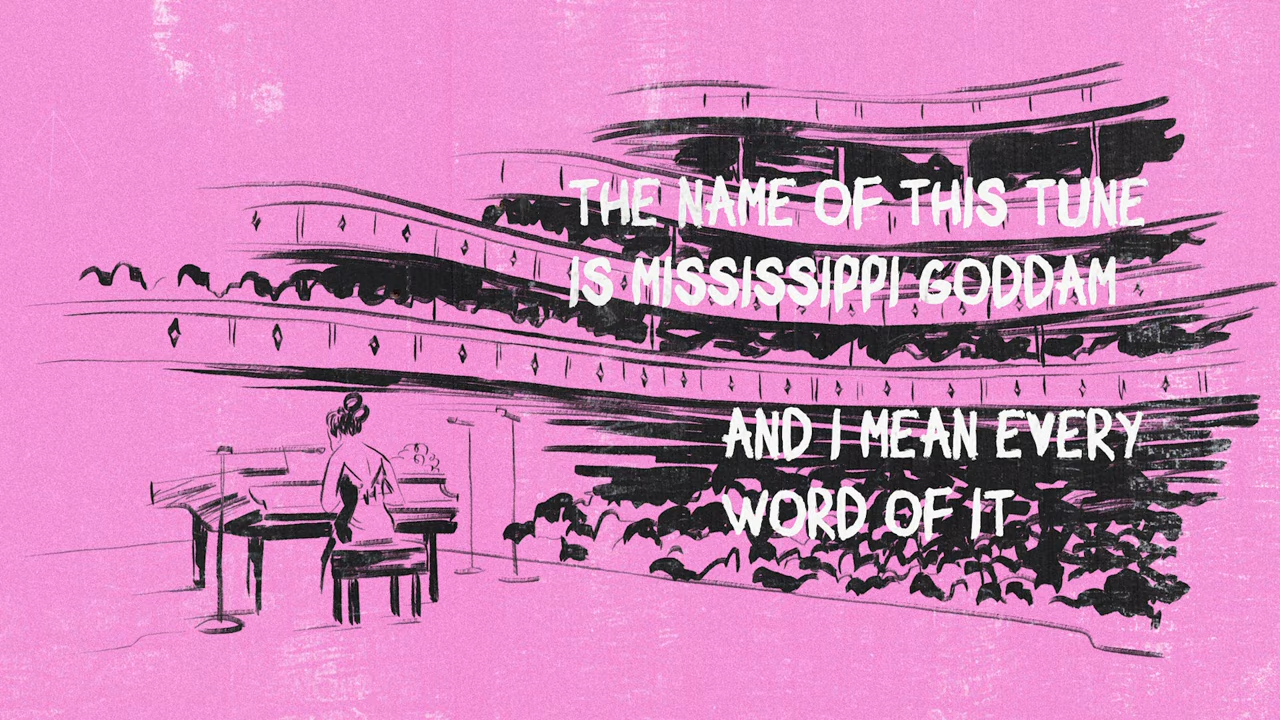 THE NAME OF THIS TUNE
IS MISSISSIPPI GODDAM
AND I MEAN EVERY
WORD OF IT